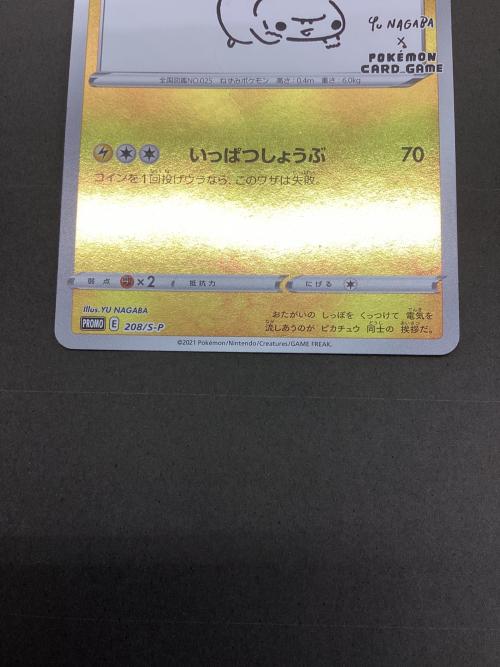 Yu NAGABA
×
POKÉMON
CARD GAME
全国図鑑NO.025 ねずみポケモン 高さ:0.4m 重さ:6.0kg
いっぱつしょうぶ 70
コインを1回投げウラなら、このワザは失敗。
弱点 ×2 抵抗力 にげる
Illus.YU NAGABA
PROMO E 208/S-P
おたがいの しっぽを くっつけて 電気を
流しあうのが ピカチュウ 同士の 挨拶だ。
©2021 Pokémon/Nintendo/Creatures/GAME FREAK.